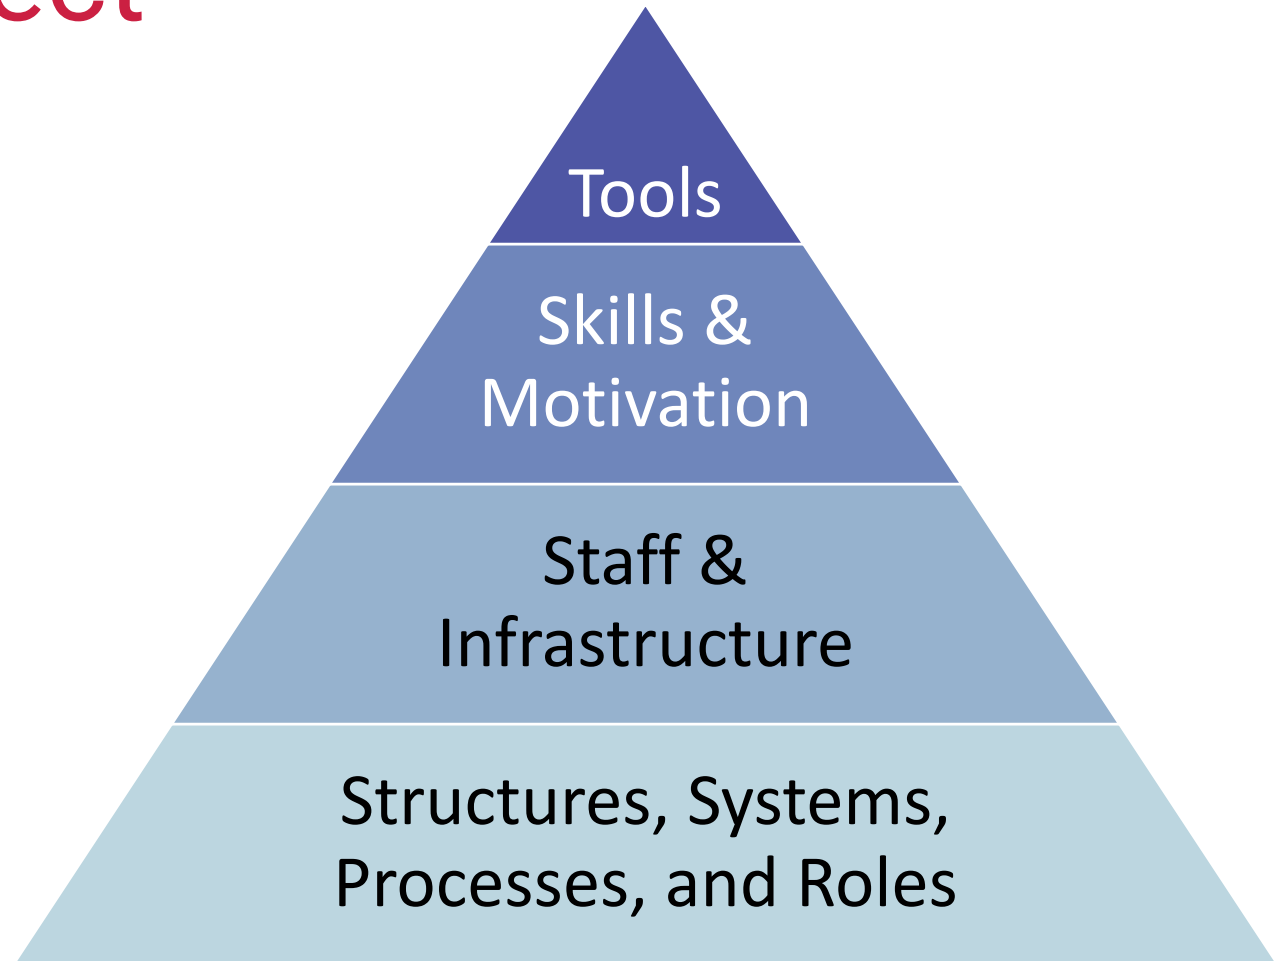 Tools
Skills &
Motivation
Staff &
Infrastructure
Structures, Systems,
Processes, and Roles